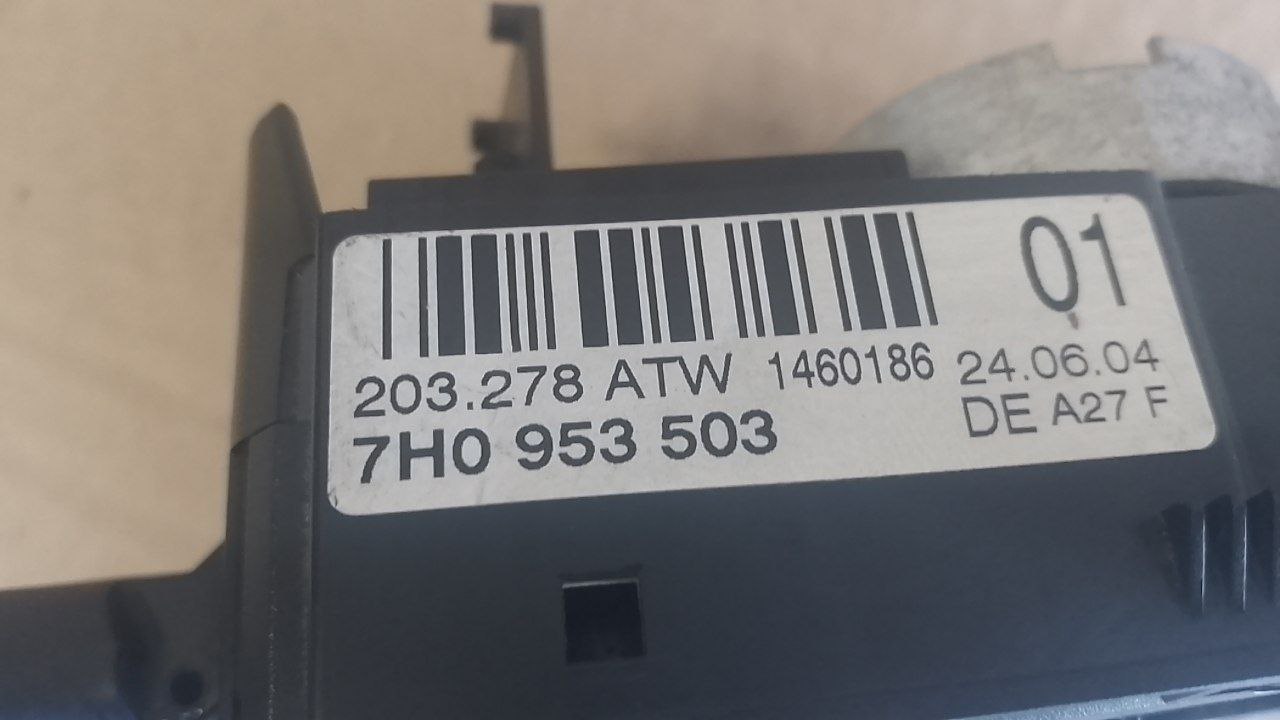 01
203.278 ATW 1460186 24.06.04
7H0 953 503 DE A27 F